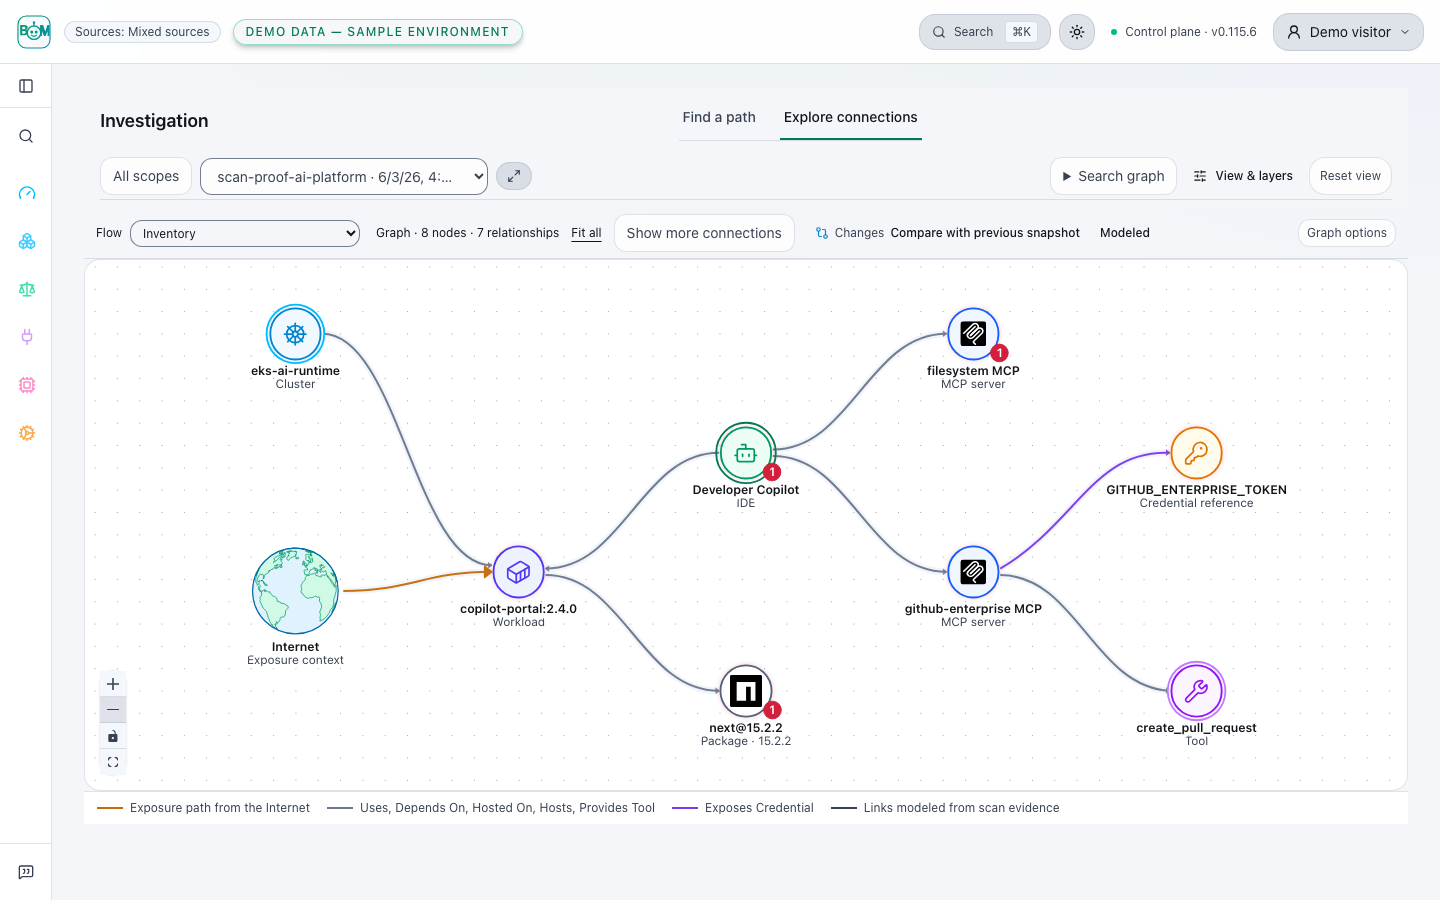 BOM
Sources: Mixed sources
DEMO DATA — SAMPLE ENVIRONMENT
Search ⌘K
Control plane · v0.115.6
Demo visitor
Investigation
Find a path
Explore connections
All scopes
scan-proof-ai-platform · 6/3/26, 4:...
Search graph
View & layers
Reset view
Flow
Inventory
Graph · 8 nodes · 7 relationships
Fit all
Show more connections
Changes
Compare with previous snapshot
Modeled
Graph options
eks-ai-runtime
Cluster
1
filesystem MCP
MCP server
1
Developer Copilot
IDE
GITHUB_ENTERPRISE_TOKEN
Credential reference
Internet
Exposure context
copilot-portal:2.4.0
Workload
github-enterprise MCP
MCP server
1
next@15.2.2
Package · 15.2.2
create_pull_request
Tool
Exposure path from the Internet
Uses, Depends On, Hosted On, Hosts, Provides Tool
Exposes Credential
Links modeled from scan evidence